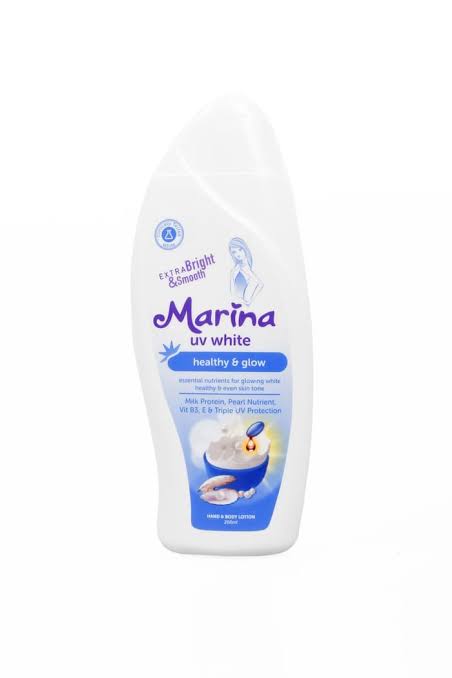 EXTRA Bright
& Smooth
Marina
uv white
healthy & glow
essential nutrients for glowing white
healthy & even skin tone
Milk Protein, Pearl Nutrient,
Vit B3, E & Triple UV Protection
HAND & BODY LOTION
200ml